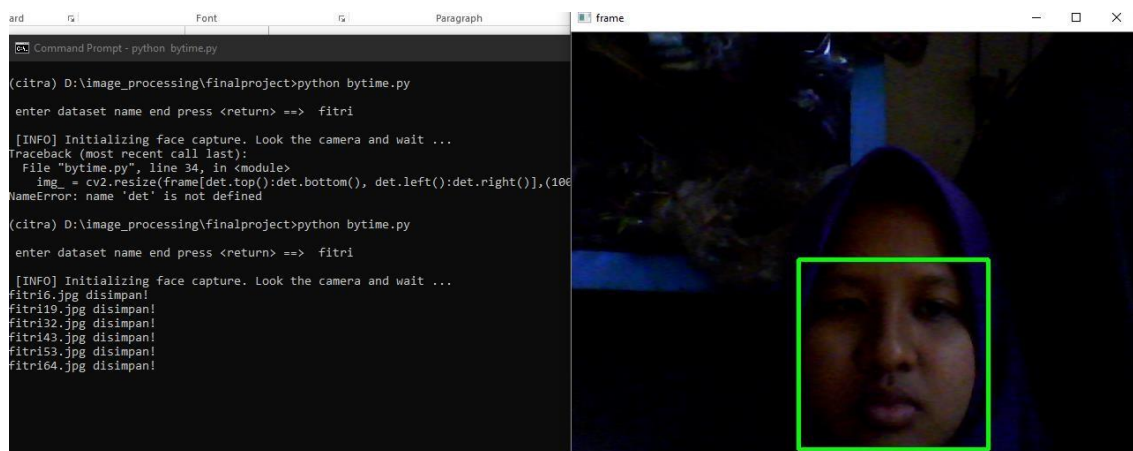 ard
Font
Paragraph
frame
Command Prompt - python bytime.py
(citra) D:\image_processing\finalproject>python bytime.py
enter dataset name end press <return> ==> fitri
[INFO] Initializing face capture. Look the camera and wait ...
Traceback (most recent call last):
File "bytime.py", line 34, in <module>
img_ = cv2.resize(frame[det.top():det.bottom(), det.left():det.right()],(100
NameError: name 'det' is not defined
(citra) D:\image_processing\finalproject>python bytime.py
enter dataset name end press <return> ==> fitri
[INFO] Initializing face capture. Look the camera and wait ...
fitri6.jpg disimpan!
fitri19.jpg disimpan!
fitri32.jpg disimpan!
fitri43.jpg disimpan!
fitri53.jpg disimpan!
fitri64.jpg disimpan!